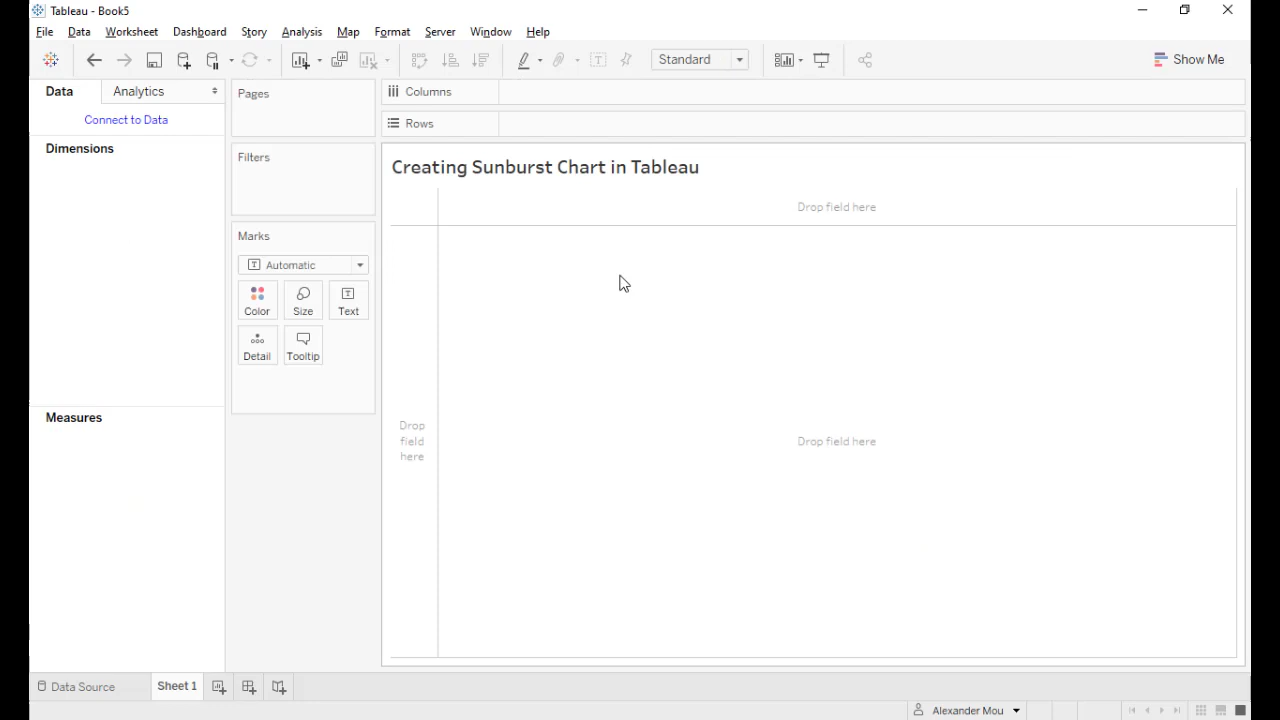 Tableau - Book5
File Data Worksheet Dashboard Story Analysis Map Format Server Window Help
Standard
Show Me
Data Analytics
Connect to Data
Dimensions
Measures
Pages
Filters
Marks
Automatic
Color Size Text
Detail Tooltip
Columns
Rows
Creating Sunburst Chart in Tableau
Drop field here
Drop
field
here
Drop field here
Data Source Sheet 1
Alexander Mou